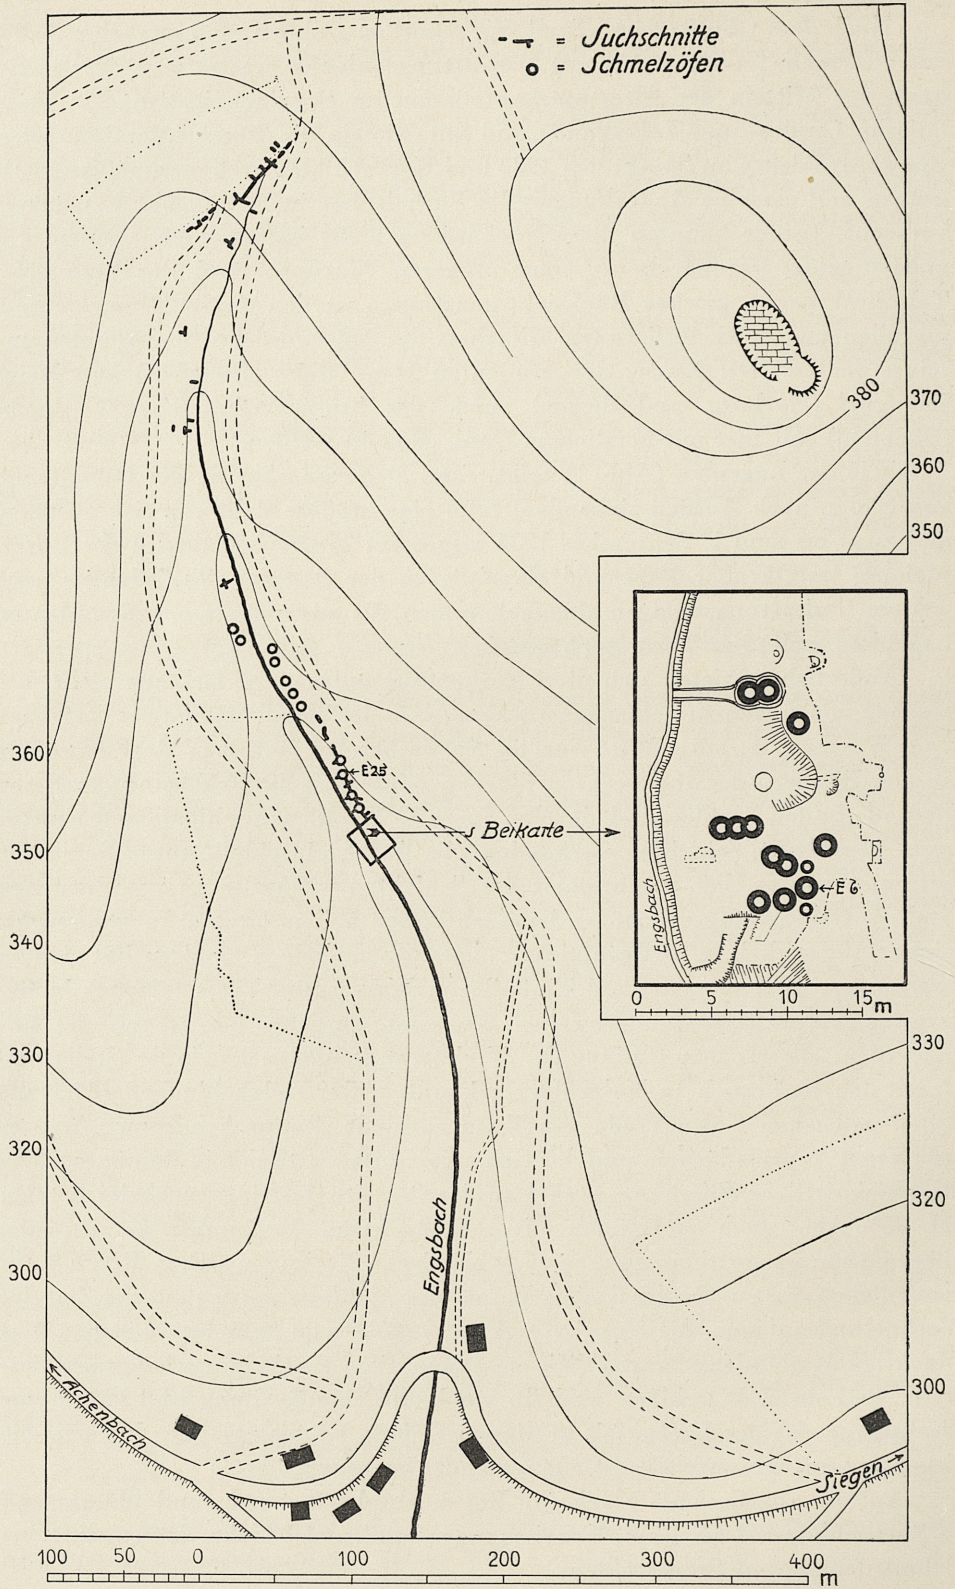 = Suchschnitte
= Schmelzöfen
380
370
360
350
360
350
340
330
320
300
E25
s Beikarte
Engsbach
E 6
0 5 10 15 m
330
320
300
Engsbach
Achenbach
Siegen
100 50 0 100 200 300 400 m